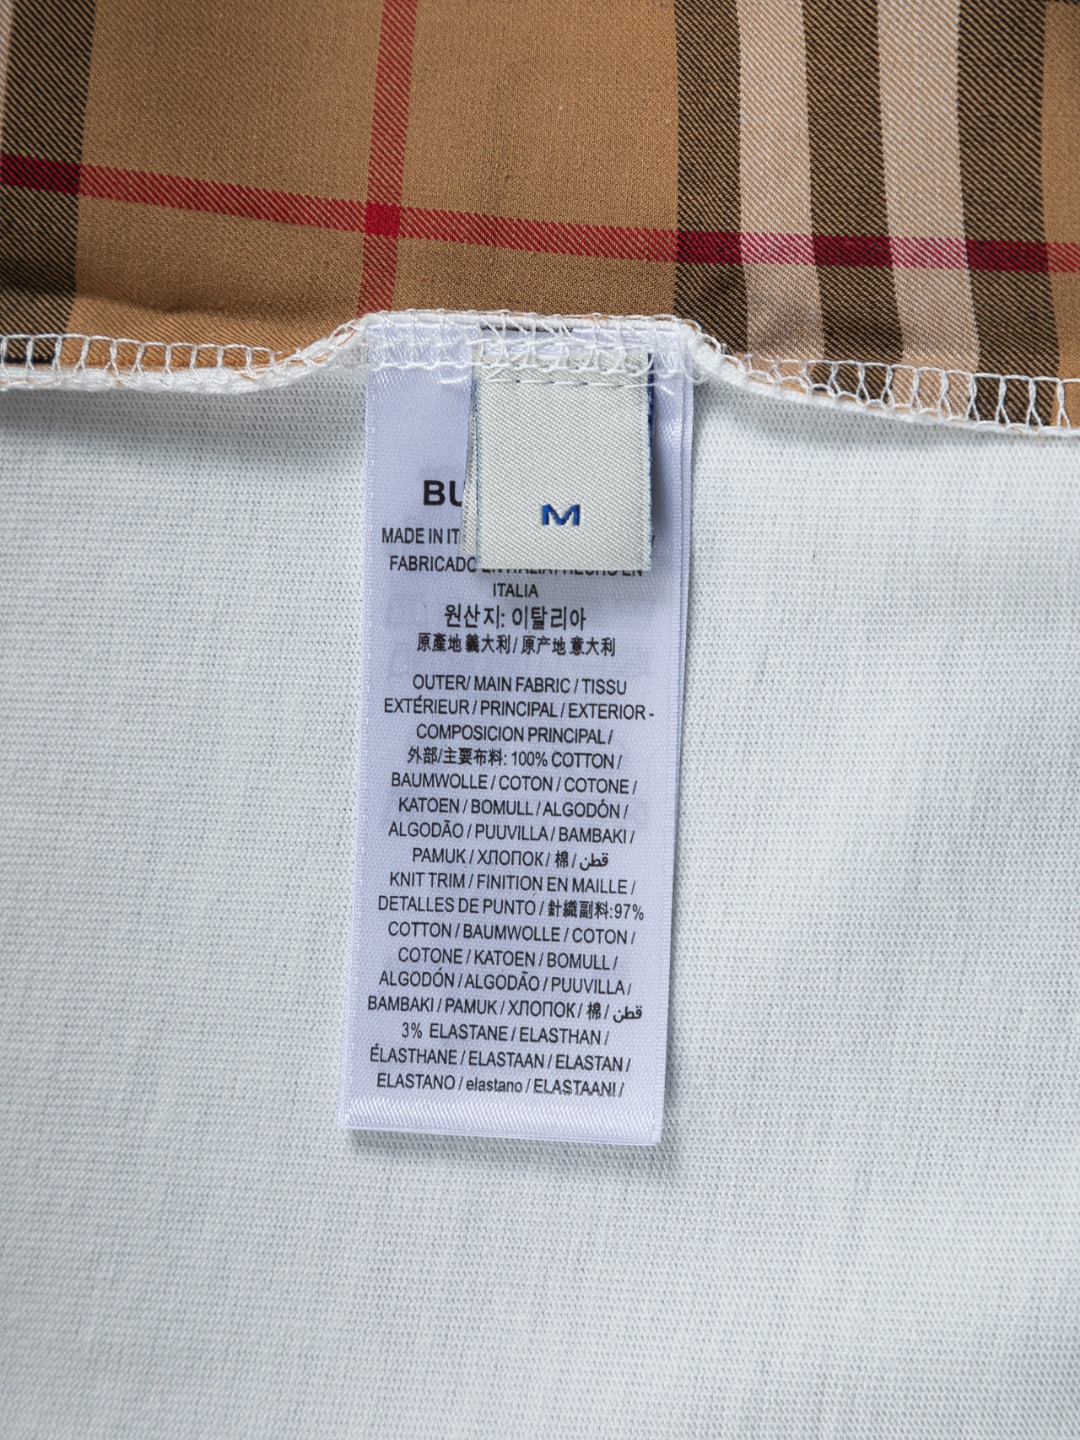 M
MADE IN
FABRICADO EN ITALIA / HECHO EN
ITALIA
원산지: 이탈리아
原產地 義大利 / 原产地 意大利
OUTER/ MAIN FABRIC / TISSU
EXTÉRIEUR / PRINCIPAL / EXTERIOR -
COMPOSICION PRINCIPAL /
外部/主要布料: 100% COTTON /
BAUMWOLLE / COTON / COTONE /
KATOEN / BOMULL / ALGODÓN /
ALGODÃO / PUUVILLA / BAMBAKI /
PAMUK / ХЛОПОК / 棉 / قطن
KNIT TRIM / FINITION EN MAILLE /
DETALLES DE PUNTO / 針織副料:97%
COTTON / BAUMWOLLE / COTON /
COTONE / KATOEN / BOMULL /
ALGODÓN / ALGODÃO / PUUVILLA /
BAMBAKI / PAMUK / ХЛОПОК / 棉 / قطن
3% ELASTANE / ELASTHAN /
ÉLASTHANE / ELASTAAN / ELASTAN /
ELASTANO / elastano / ELASTAANI /